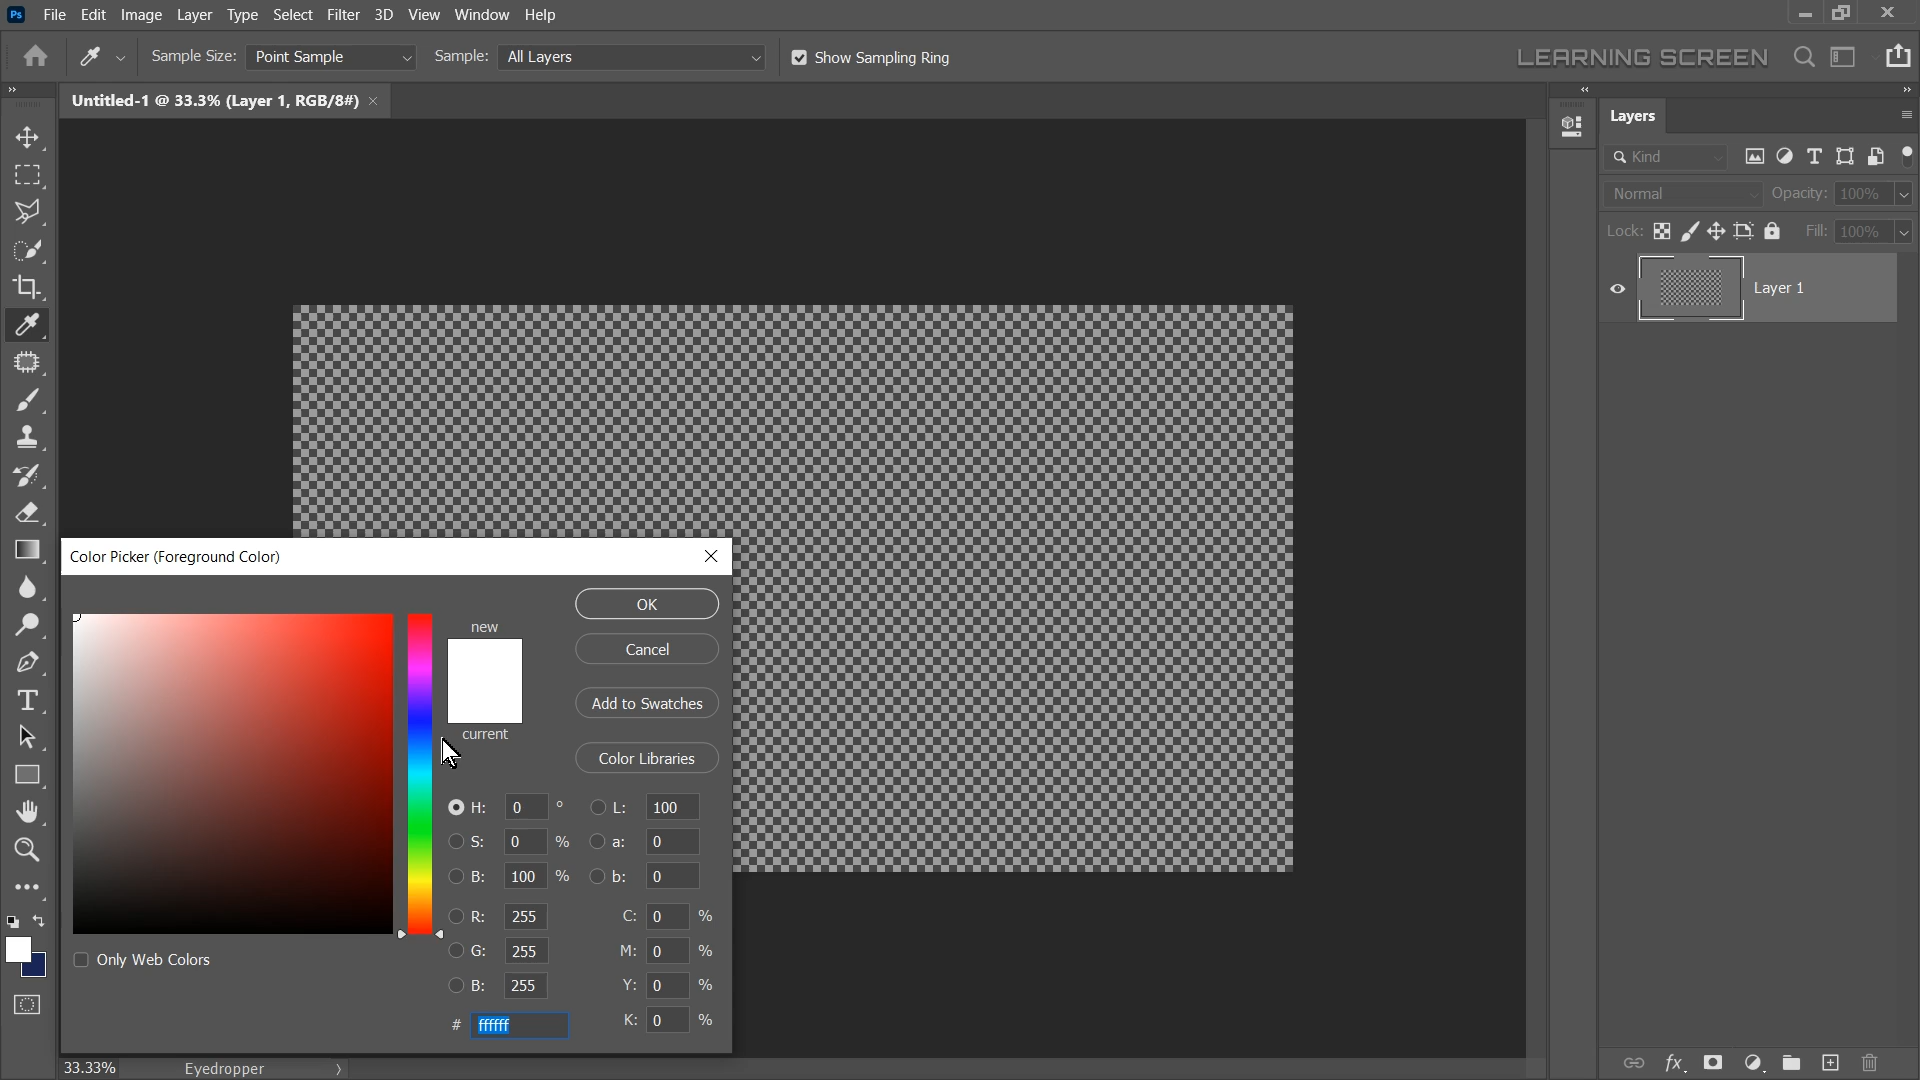 Ps File Edit Image Layer Type Select Filter 3D View Window Help
Sample Size: Point Sample Sample: All Layers Show Sampling Ring LEARNING SCREEN
Untitled-1 @ 33.3% (Layer 1, RGB/8#) ×
Layers
Kind
Normal Opacity: 100%
Lock: Fill: 100%
Layer 1
Color Picker (Foreground Color)
OK
new
Cancel
Add to Swatches
current
Color Libraries
H: 0 ° L: 100
S: 0 % a: 0
B: 100 % b: 0
R: 255 C: 0 %
G: 255 M: 0 %
Only Web Colors
B: 255 Y: 0 %
# ffffff K: 0 %
33.33% Eyedropper